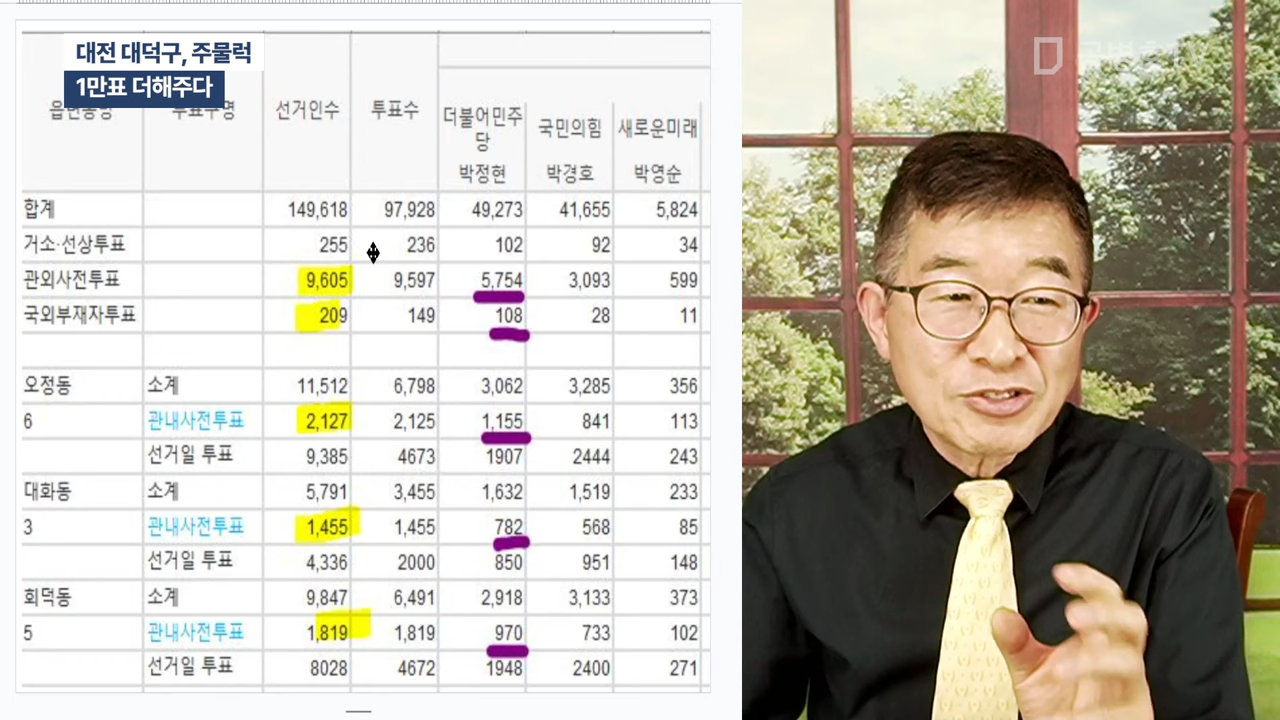 대전 대덕구, 주물럭
1만표 더해주다
읍면동명 투표구명 선거인수 투표수 더불어민주당 국민의힘 새로운미래
박정현 박경호 박영순
합계 149,618 97,928 49,273 41,655 5,824
거소·선상투표 255 236 102 92 34
관외사전투표 9,605 9,597 5,754 3,093 599
국외부재자투표 209 149 108 28 11
오정동 소계 11,512 6,798 3,062 3,285 356
6 관내사전투표 2,127 2,125 1,155 841 113
선거일 투표 9,385 4673 1907 2444 243
대화동 소계 5,791 3,455 1,632 1,519 233
3 관내사전투표 1,455 1,455 782 568 85
선거일 투표 4,336 2000 850 951 148
회덕동 소계 9,847 6,491 2,918 3,133 373
5 관내사전투표 1,819 1,819 970 733 102
선거일 투표 8028 4672 1948 2400 271